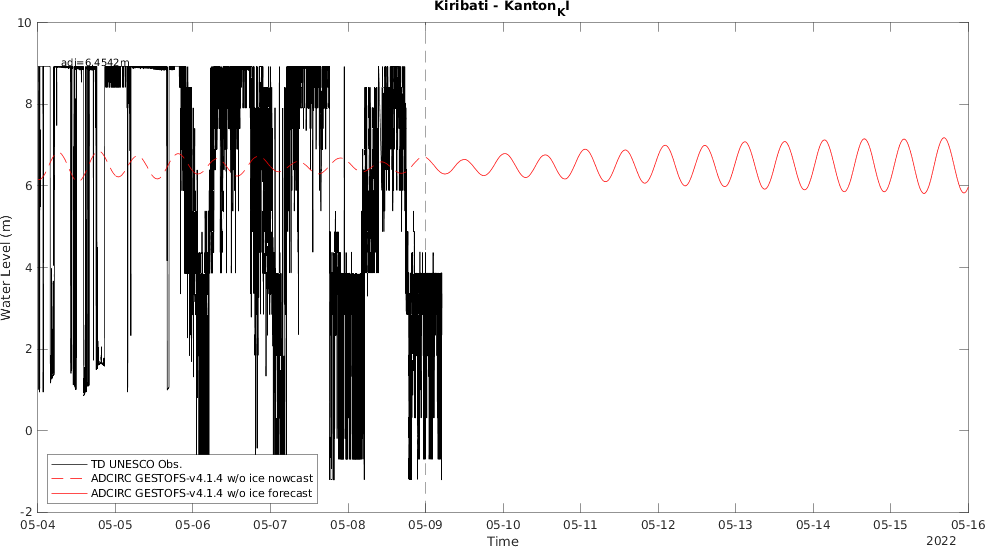 Kiribati - Kanton_KI
10
8
6
4
2
0
-2
Water Level (m)
adj=6.4542m
TD UNESCO Obs.
ADCIRC GESTOFS-v4.1.4 w/o ice nowcast
ADCIRC GESTOFS-v4.1.4 w/o ice forecast
05-04 05-05 05-06 05-07 05-08 05-09 05-10 05-11 05-12 05-13 05-14 05-15 05-16
Time
2022